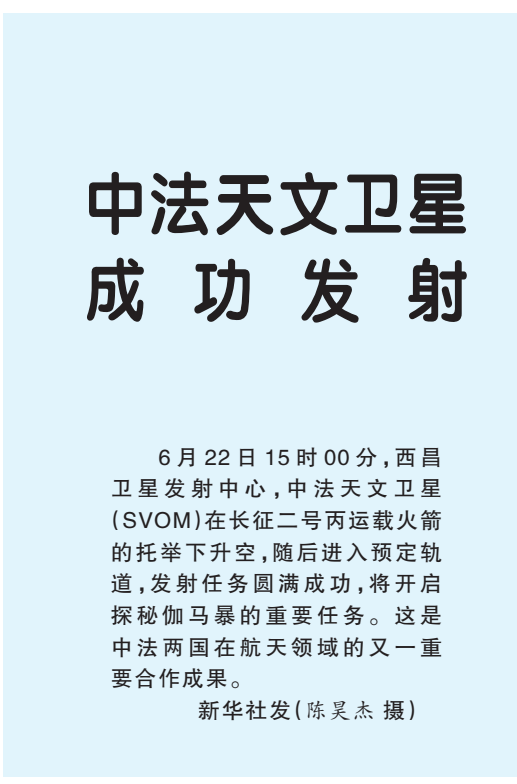 中法天文卫星
成功发射
6月22日15时00分,西昌
卫星发射中心,中法天文卫星
(SVOM)在长征二号丙运载火箭
的托举下升空,随后进入预定轨
道,发射任务圆满成功,将开启
探秘伽马暴的重要任务。这是
中法两国在航天领域的又一重
要合作成果。
新华社发(陈昊杰 摄)